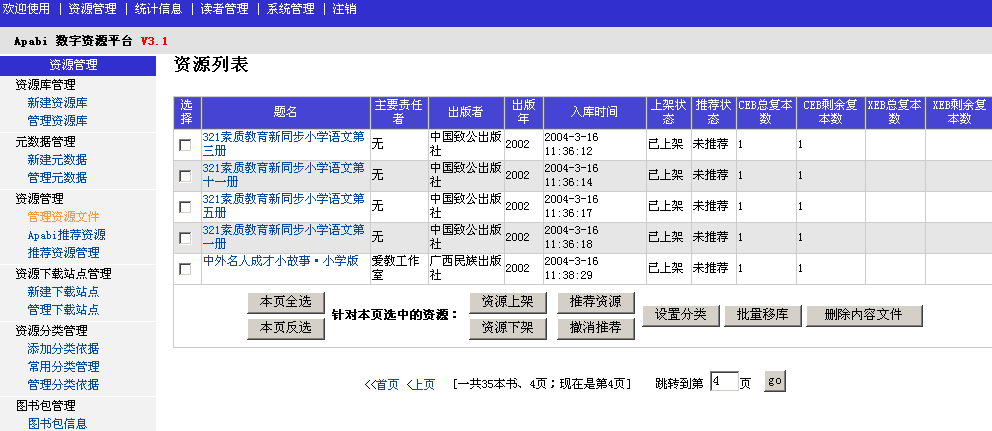 欢迎使用 | 资源管理 | 统计信息 | 读者管理 | 系统管理 | 注销
Apabi 数字资源平台 V3.1
资源管理
资源库管理
新建资源库
管理资源库
元数据管理
新建元数据
管理元数据
资源管理
管理资源文件
Apabi推荐资源
推荐资源管理
资源下载站点管理
新建下载站点
管理下载站点
资源分类管理
添加分类依据
常用分类管理
管理分类依据
图书包管理
图书包信息
资源列表
选择 题名 主要责任者 出版者 出版年 入库时间 上架状态 推荐状态 CEB总复本数 CEB剩余复本数 XEB总复本数 XEB剩余复本数
321素质教育新同步小学语文第三册 无 中国致公出版社 2002 2004-3-16 11:36:12 已上架 未推荐 1 1
321素质教育新同步小学语文第十一册 无 中国致公出版社 2002 2004-3-16 11:36:14 已上架 未推荐 1 1
321素质教育新同步小学语文第五册 无 中国致公出版社 2002 2004-3-16 11:36:17 已上架 未推荐 1 1
321素质教育新同步小学语文第一册 无 中国致公出版社 2002 2004-3-16 11:36:18 已上架 未推荐 1 1
中外名人成才小故事·小学版 爱教工作室 广西民族出版社 2002 2004-3-16 11:38:29 已上架 未推荐 1 1
本页全选 资源上架 推荐资源
针对本页选中的资源： 设置分类 批量移库 删除内容文件
本页反选 资源下架 撤消推荐
<<首页 <上页 [一共35本书、4页；现在是第4页] 跳转到第 4 页 go